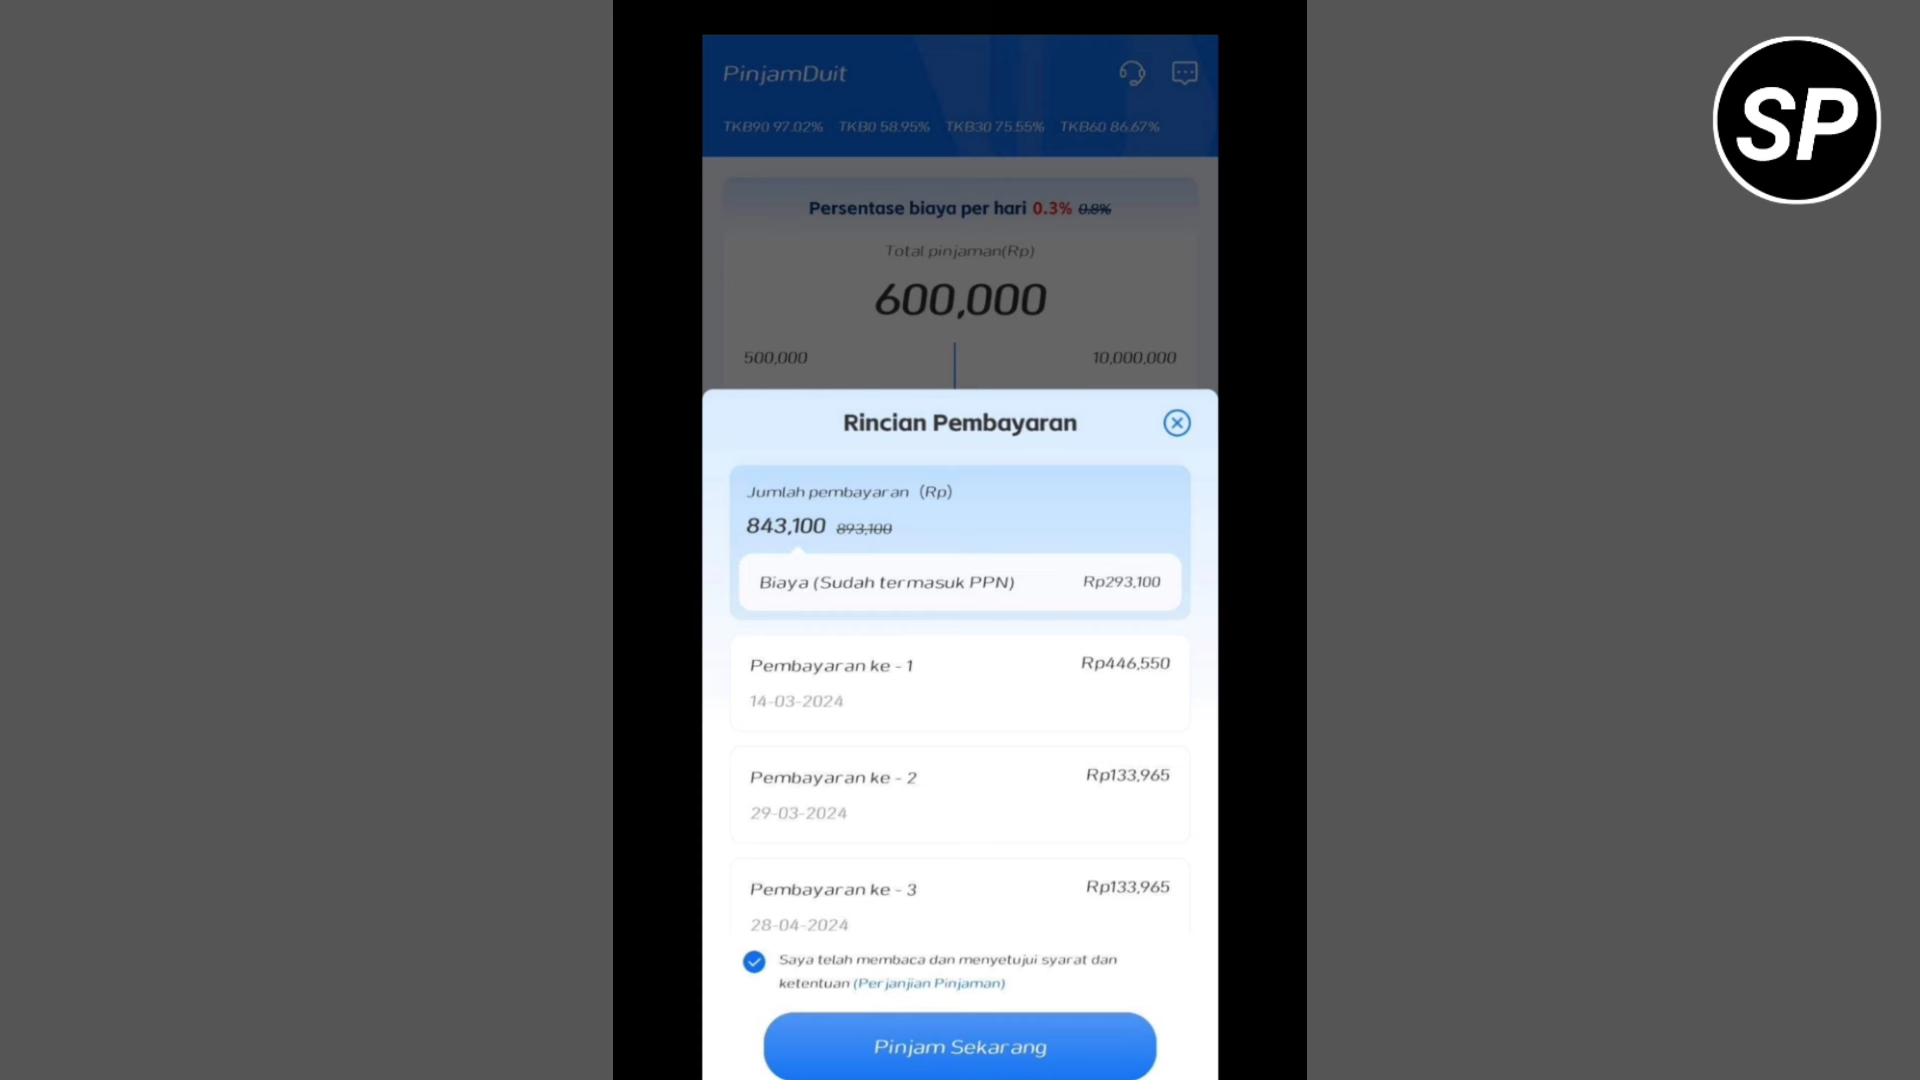 SP
PinjamDuit
TKB90 97.02% TKB0 58.95% TKB30 75.55% TKB60 86.67%
Persentase biaya per hari 0.3% 0.8%
Total pinjaman(Rp)
600,000
500,000 10,000,000
Rincian Pembayaran
Jumlah pembayaran (Rp)
843,100 893,100
Biaya (Sudah termasuk PPN) Rp293,100
Pembayaran ke - 1 Rp446,550
14-03-2024
Pembayaran ke - 2 Rp133,965
29-03-2024
Pembayaran ke - 3 Rp133,965
28-04-2024
Saya telah membaca dan menyetujui syarat dan
ketentuan (Perjanjian Pinjaman)
Pinjam Sekarang